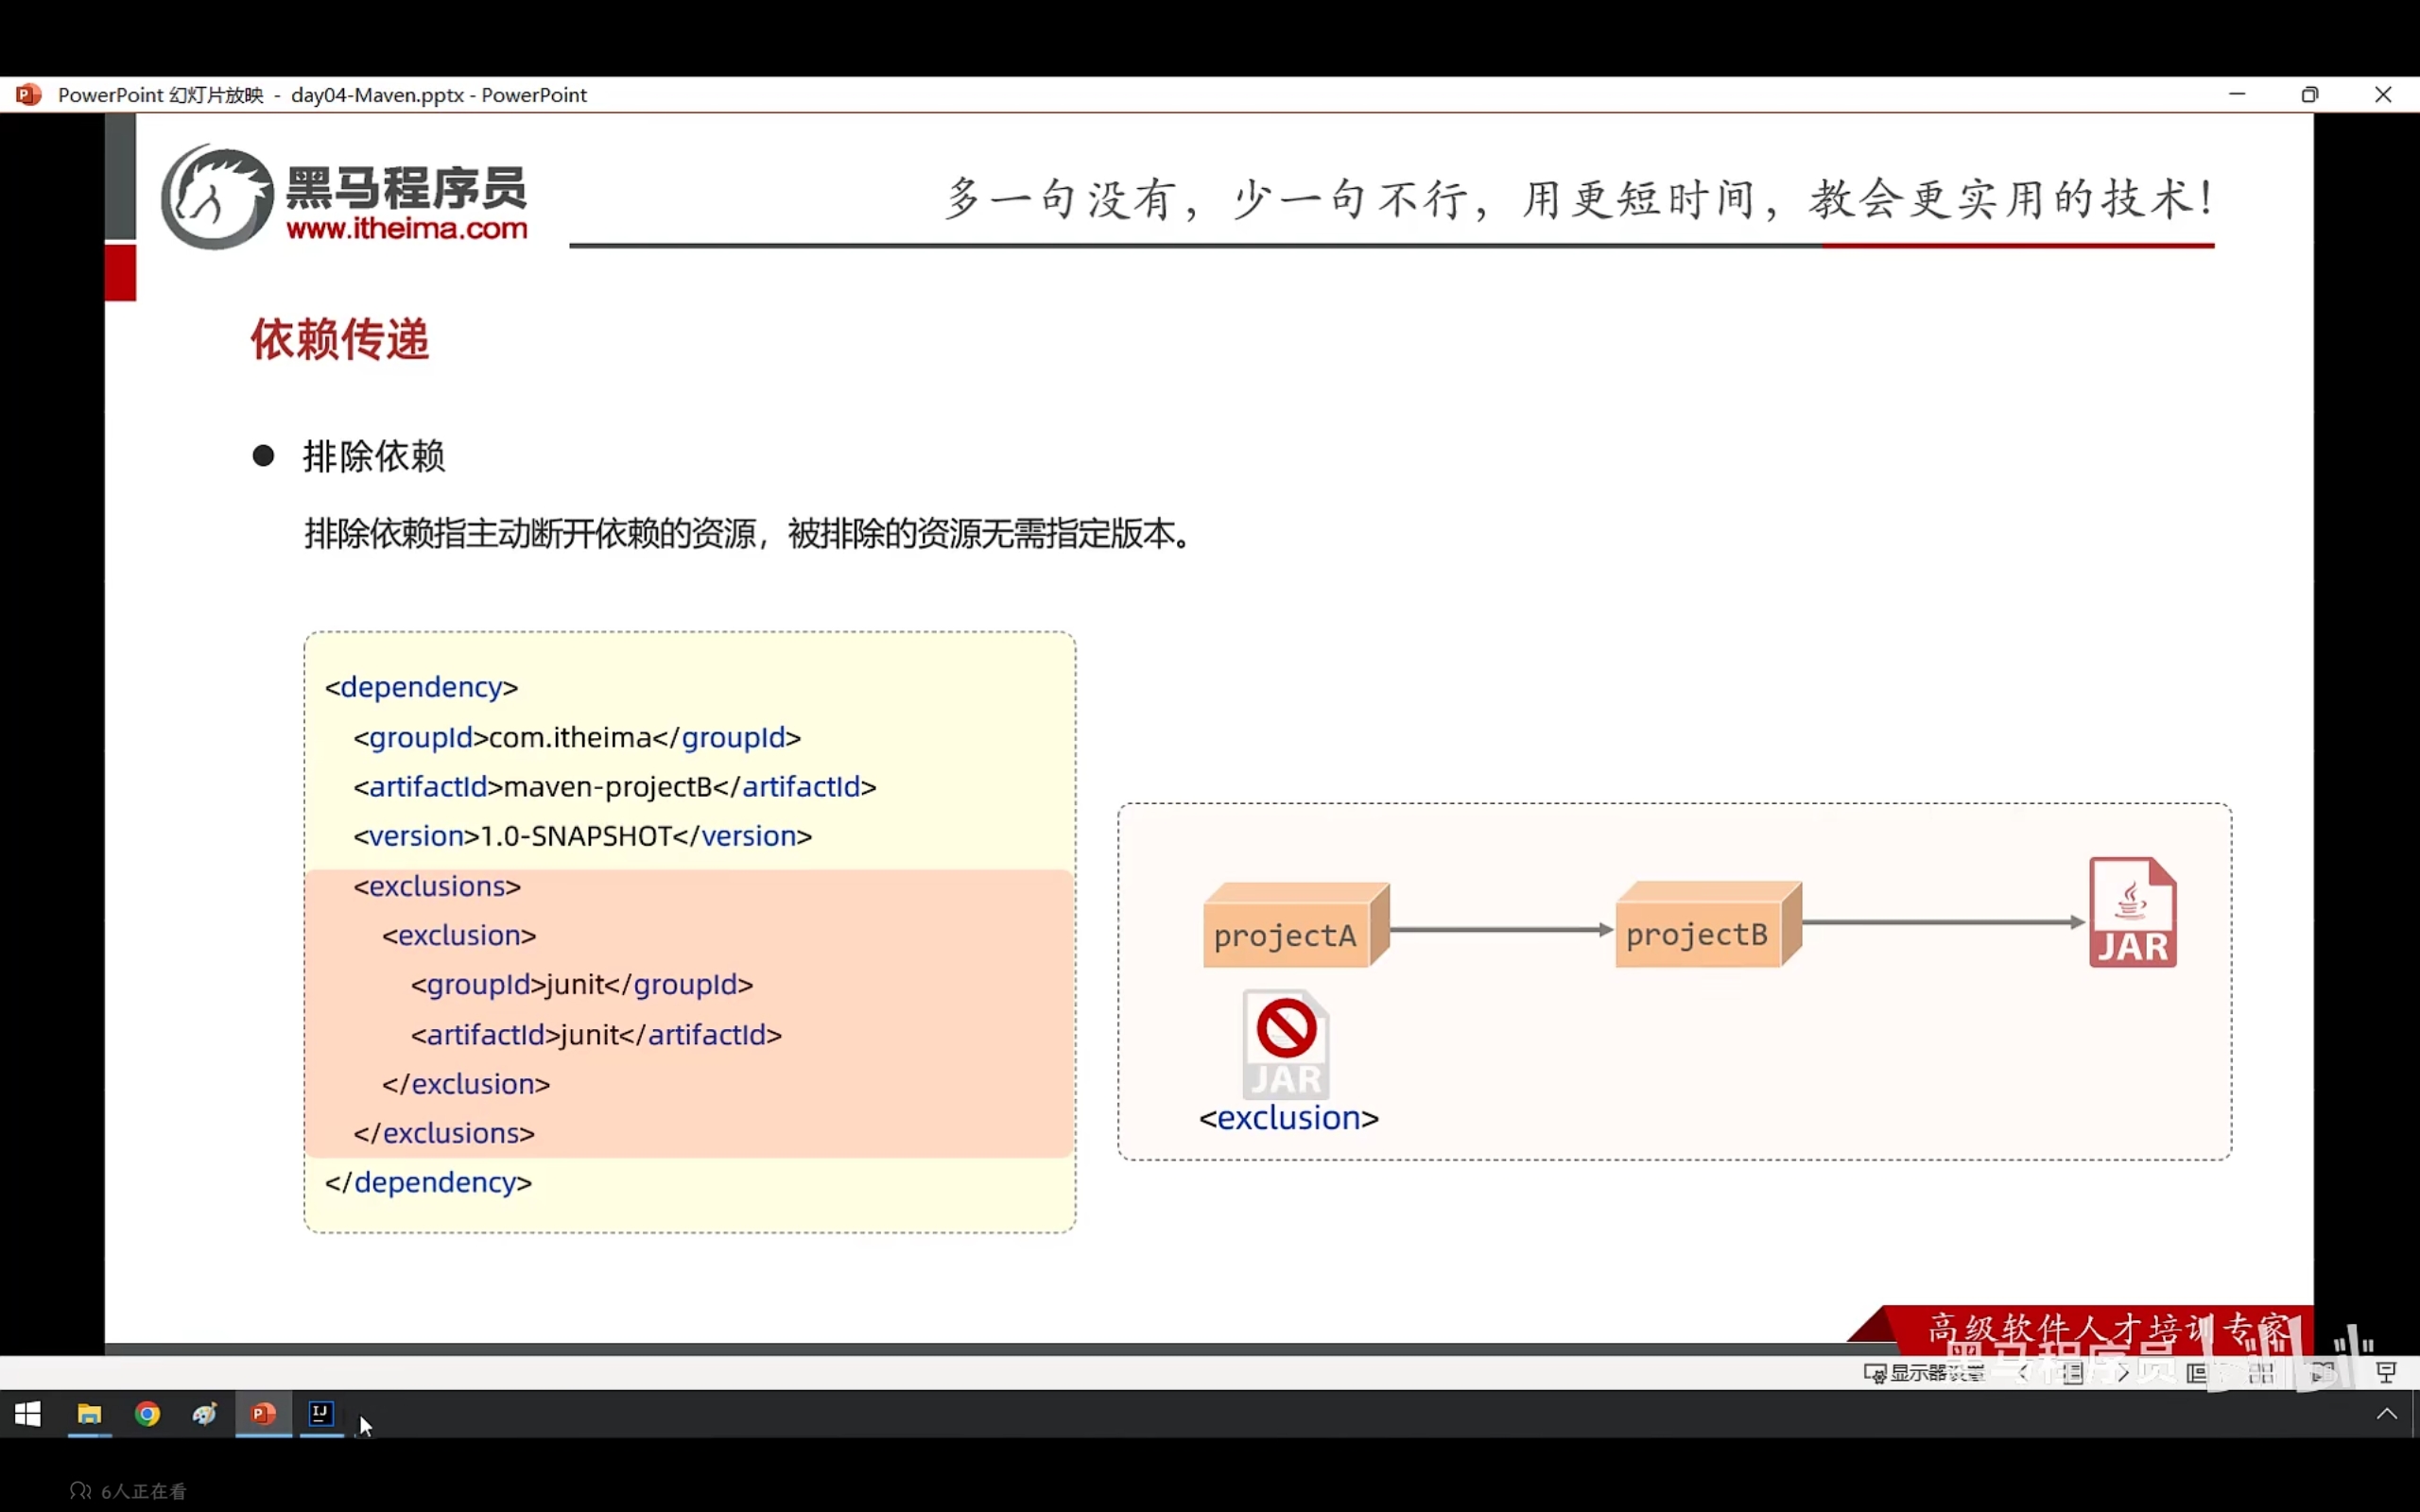 PowerPoint 幻灯片放映 - day04-Maven.pptx - PowerPoint
黑马程序员
www.itheima.com
多一句没有，少一句不行，用更短时间，教会更实用的技术！
依赖传递
● 排除依赖
排除依赖指主动断开依赖的资源，被排除的资源无需指定版本。
<dependency>
<groupId>com.itheima</groupId>
<artifactId>maven-projectB</artifactId>
<version>1.0-SNAPSHOT</version>
<exclusions>
<exclusion>
<groupId>junit</groupId>
<artifactId>junit</artifactId>
</exclusion>
</exclusions>
</dependency>
projectA
projectB
JAR
JAR
<exclusion>
高级软件人才培训专家
黑马程序员
显示器设置
6人正在看